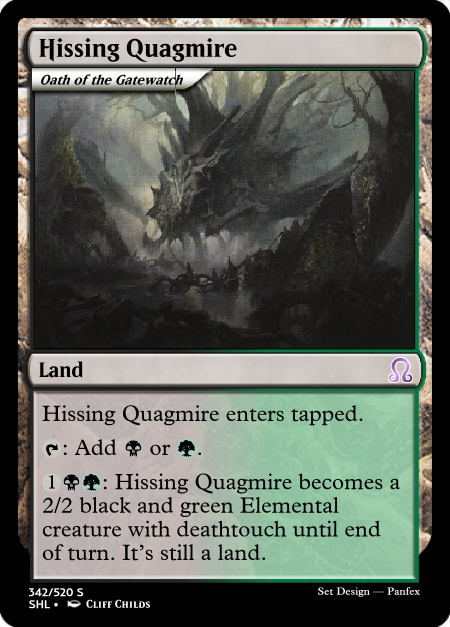 Hissing Quagmire
Oath of the Gatewatch
Land
Hissing Quagmire enters tapped.
: Add or .
1 : Hissing Quagmire becomes a
2/2 black and green Elemental
creature with deathtouch until end
of turn. It's still a land.
342/520 S
Set Design — Panfex
SHL • Cliff Childs